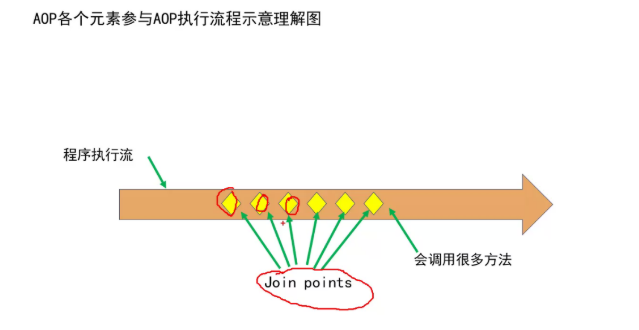 AOP各个元素参与AOP执行流程示意理解图
程序执行流
会调用很多方法
Join points